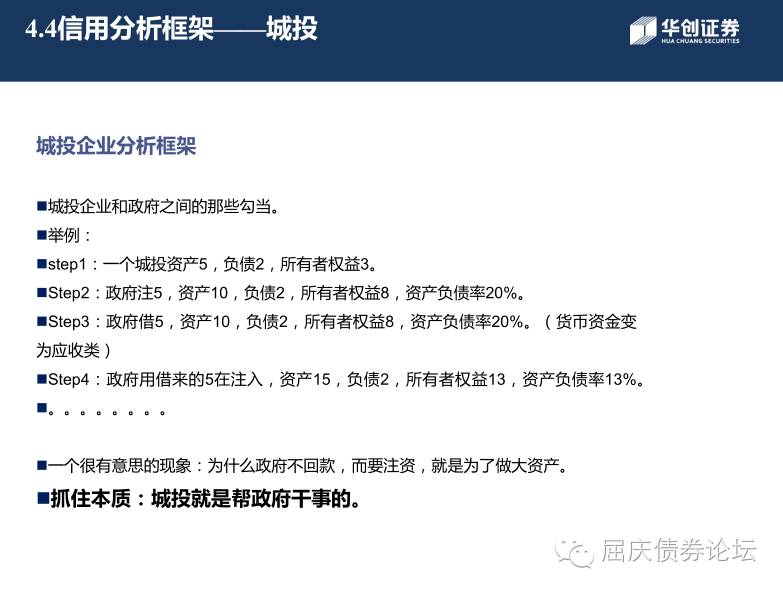 4.4信用分析框架——城投
华创证券
HUA CHUANG SECURITIES
城投企业分析框架
■城投企业和政府之间的那些勾当。
■举例：
■step1：一个城投资产5，负债2，所有者权益3。
■Step2：政府注5，资产10，负债2，所有者权益8，资产负债率20%。
■Step3：政府借5，资产10，负债2，所有者权益8，资产负债率20%。（货币资金变
为应收类）
■Step4：政府用借来的5在注入，资产15，负债2，所有者权益13，资产负债率13%。
■。。。。。。。。
■一个很有意思的现象：为什么政府不回款，而要注资，就是为了做大资产。
■抓住本质：城投就是帮政府干事的。
屈庆债券论坛